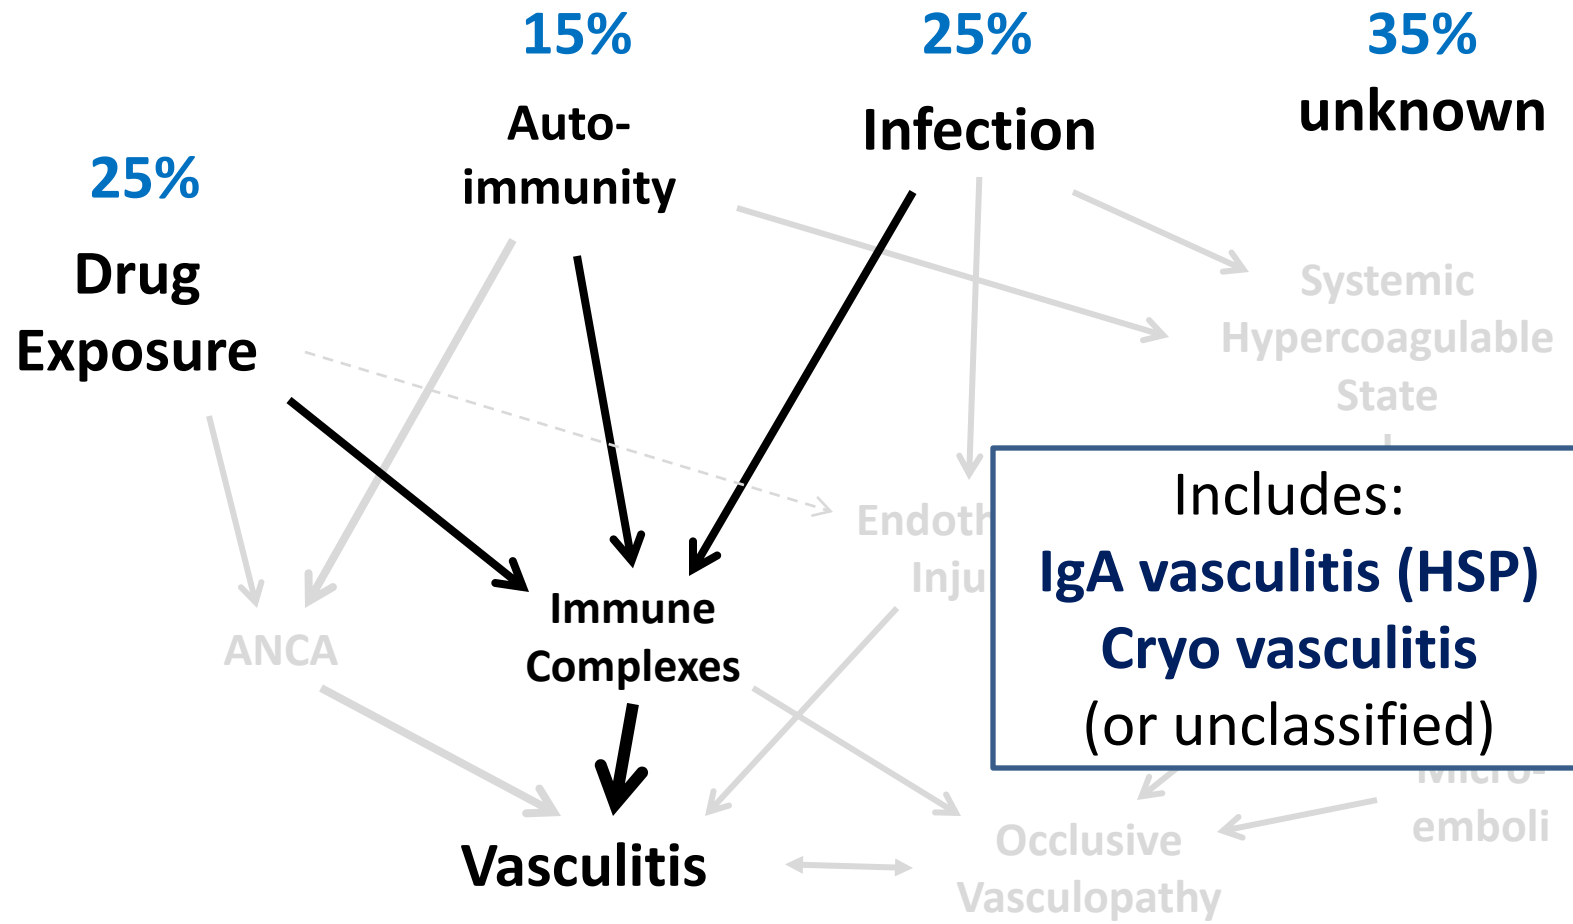 15%
25%
35%
Auto-
immunity
Infection
unknown
25%
Drug
Exposure
Systemic
Hypercoagulable
State
Includes:
IgA vasculitis (HSP)
Cryo vasculitis
(or unclassified)
Immune
Complexes
ANCA
emboli
Occlusive
Vasculopathy
Vasculitis